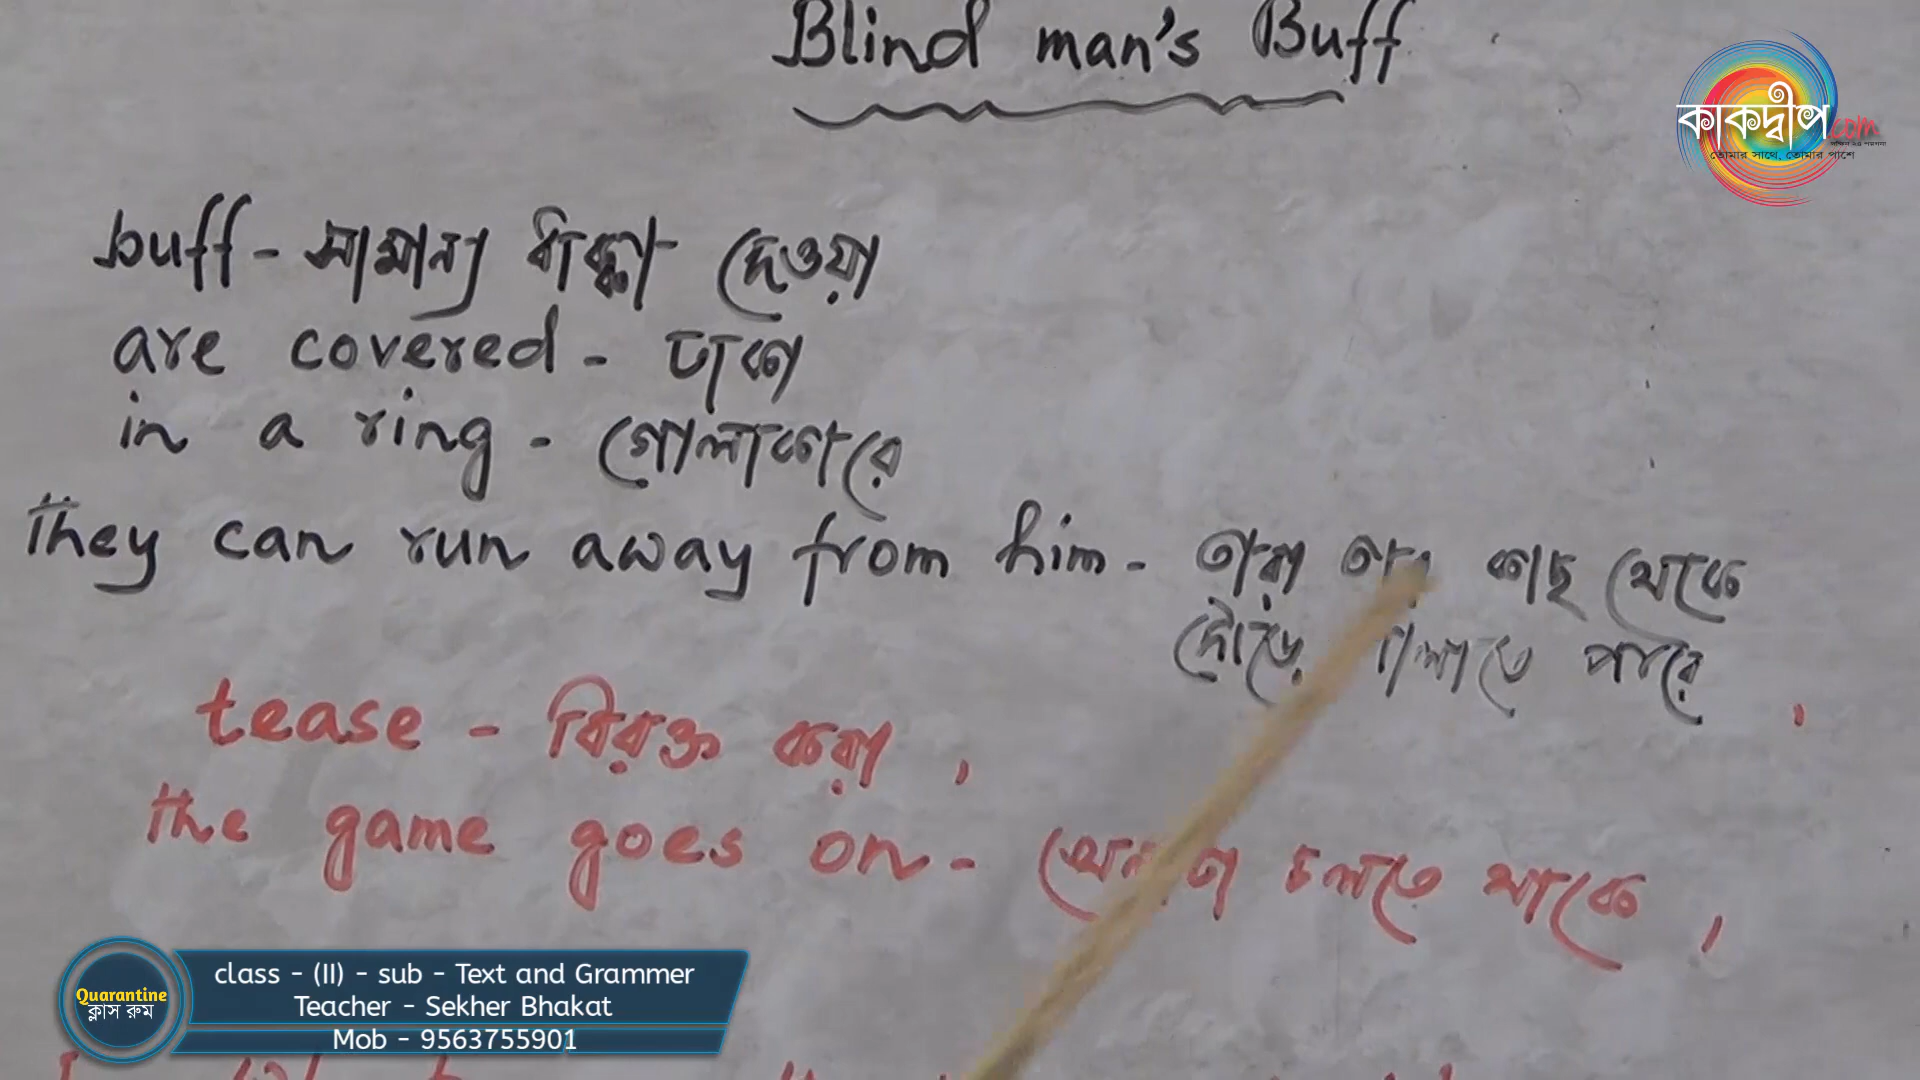 Blind man's Buff
কাকদ্বীপ.com
তোমার সাথে, তোমার পাশে
buff - সামান্য ধাক্কা দেওয়া
are covered - ঢাকা
in a ring - গোলাকারে
They can run away from him - তারা কাছ থেকে
দৌড়ে পারে
tease - বিরক্ত করা,
the game goes on - চলতে থাকে,
class - (II) - sub - Text and Grammer
Teacher - Sekher Bhakat
Mob - 9563755901
Quarantine
ক্লাস রুম